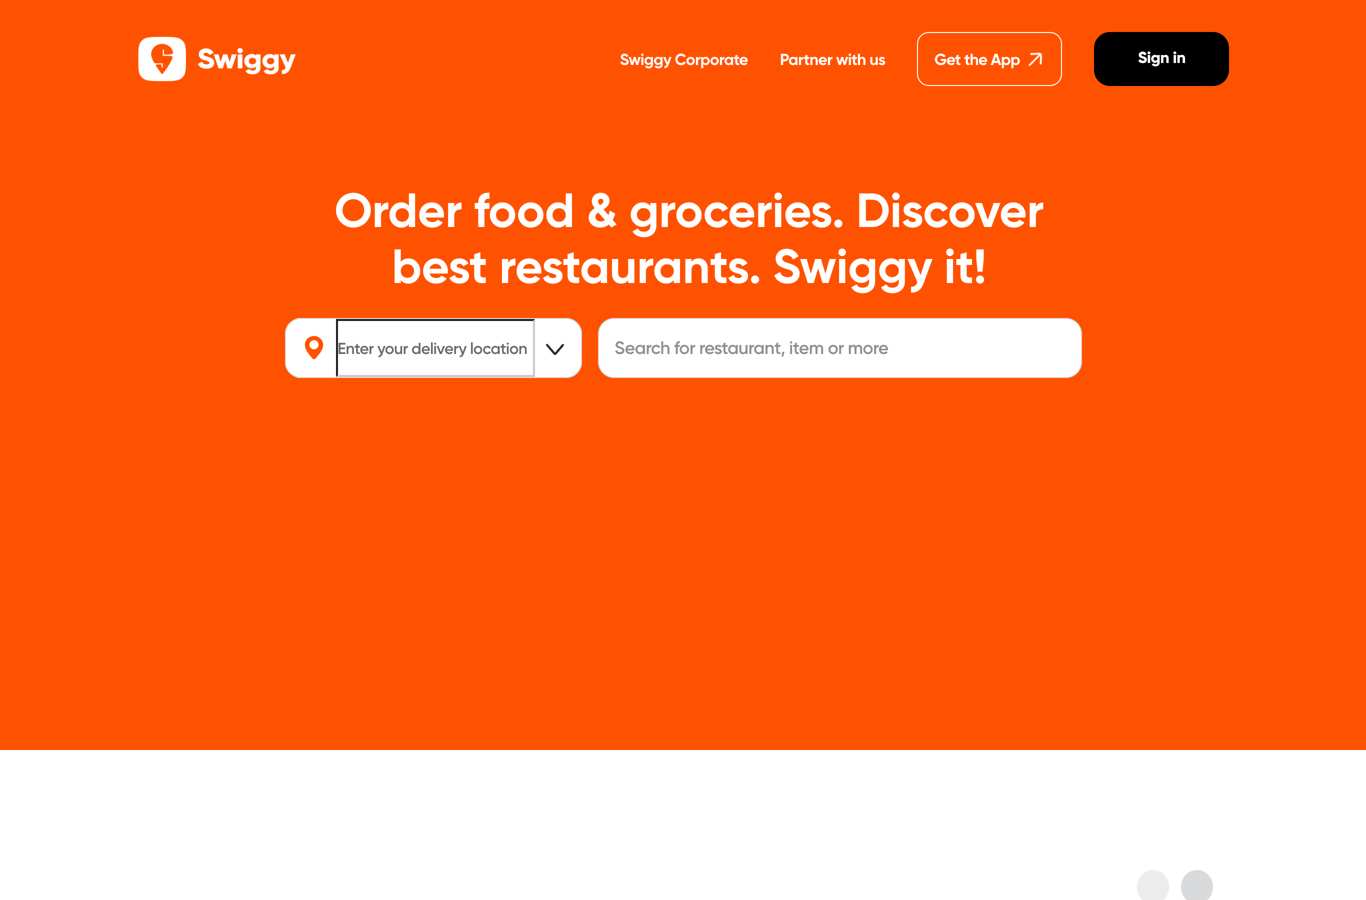 Swiggy
Swiggy Corporate
Partner with us
Get the App
Sign in
Order food & groceries. Discover
best restaurants. Swiggy it!
Enter your delivery location
Search for restaurant, item or more